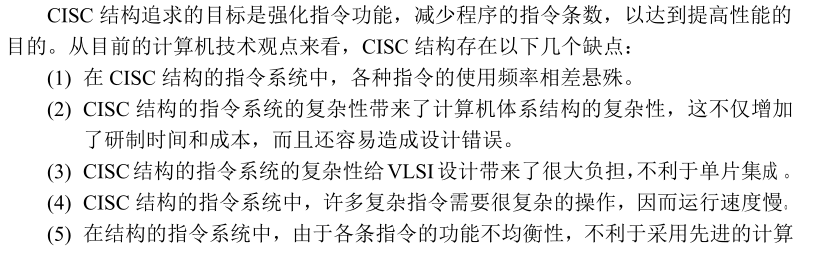 CISC 结构追求的目标是强化指令功能，减少程序的指令条数，以达到提高性能的
目的。从目前的计算机技术观点来看，CISC 结构存在以下几个缺点：
(1) 在 CISC 结构的指令系统中，各种指令的使用频率相差悬殊。
(2) CISC 结构的指令系统的复杂性带来了计算机体系结构的复杂性，这不仅增加
了研制时间和成本，而且还容易造成设计错误。
(3) CISC 结构的指令系统的复杂性给 VLSI 设计带来了很大负担，不利于单片集成。
(4) CISC 结构的指令系统中，许多复杂指令需要很复杂的操作，因而运行速度慢。
(5) 在结构的指令系统中，由于各条指令的功能不均衡性，不利于采用先进的计算